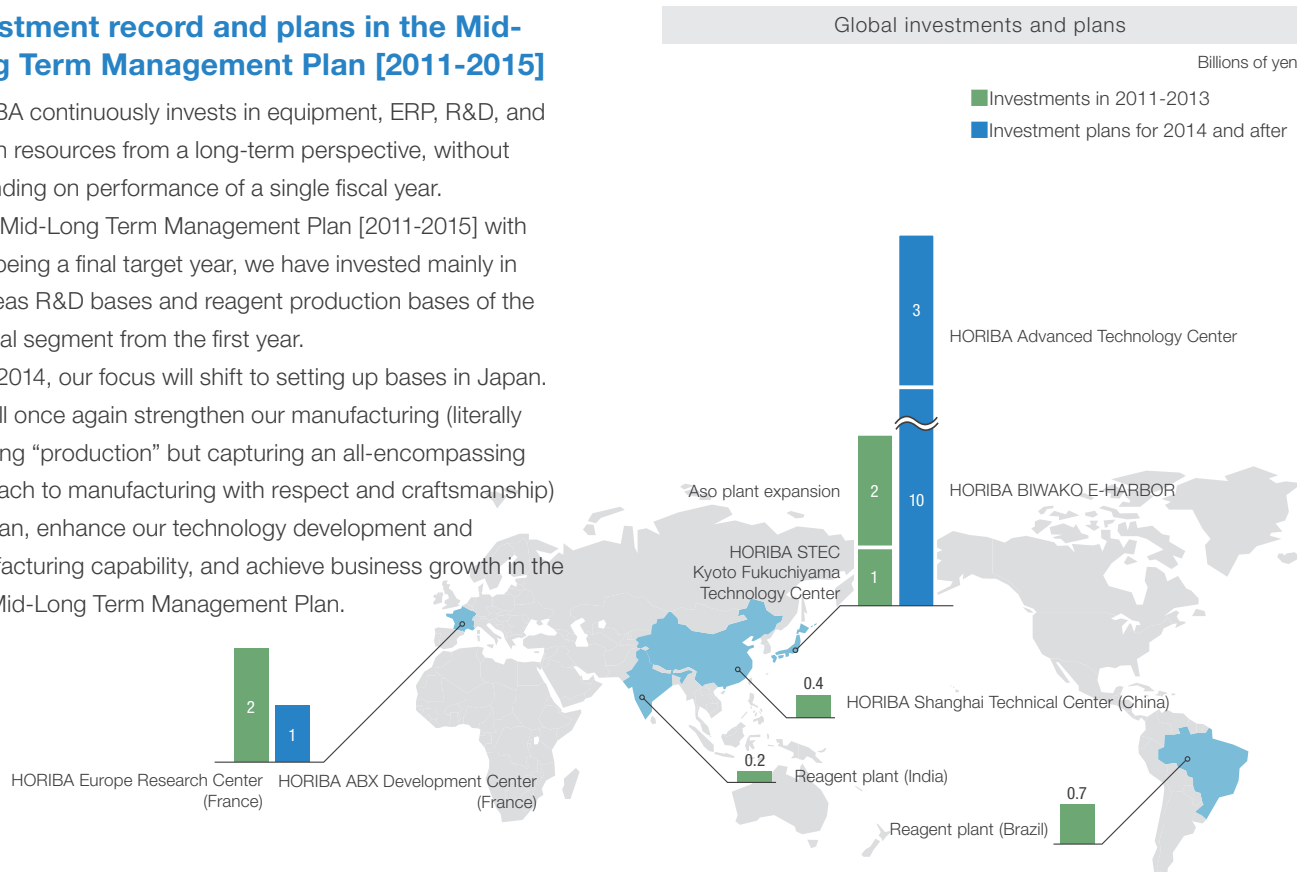 stment record and plans in the Mid-
g Term Management Plan [2011-2015]
BA continuously invests in equipment, ERP, R&D, and
n resources from a long-term perspective, without
nding on performance of a single fiscal year.
Mid-Long Term Management Plan [2011-2015] with
being a final target year, we have invested mainly in
eas R&D bases and reagent production bases of the
al segment from the first year.
2014, our focus will shift to setting up bases in Japan.
ll once again strengthen our manufacturing (literally
ng “production” but capturing an all-encompassing
ach to manufacturing with respect and craftsmanship)
an, enhance our technology development and
facturing capability, and achieve business growth in the
Mid-Long Term Management Plan.
Global investments and plans
Billions of yen
Investments in 2011-2013
Investment plans for 2014 and after
3
HORIBA Advanced Technology Center
Aso plant expansion
2
10
HORIBA BIWAKO E-HARBOR
HORIBA STEC
Kyoto Fukuchiyama
Technology Center
1
2
1
HORIBA Europe Research Center
(France)
HORIBA ABX Development Center
(France)
0.4
HORIBA Shanghai Technical Center (China)
0.2
Reagent plant (India)
0.7
Reagent plant (Brazil)